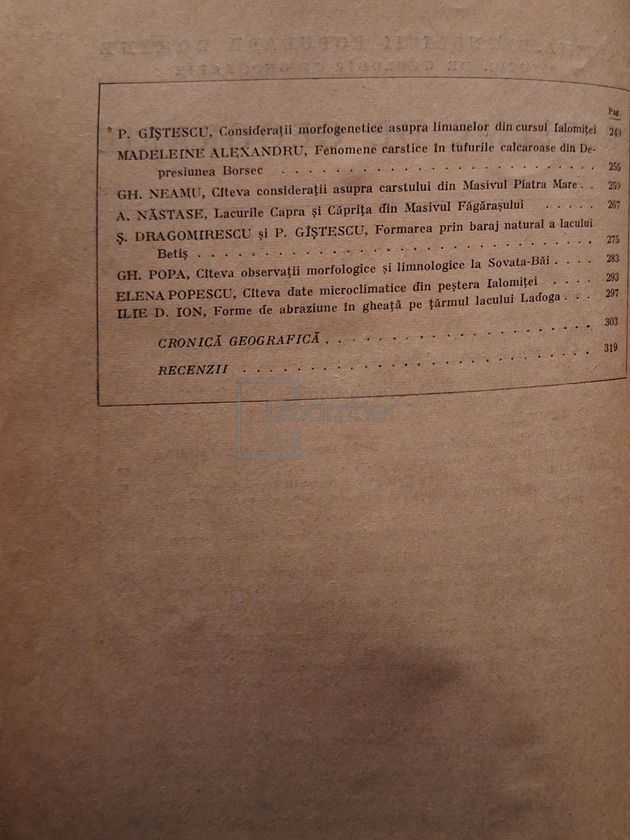 Pag.
P. GÎŞTESCU, Consideraţii morfogenetice asupra limanelor din cursul Ialomiţei 249
MADELEINE ALEXANDRU, Fenomene carstice în tufurile calcaroase din De-
presiunea Borsec . . . . . . . . . . . . . . . . . . . . . . . 255
GH. NEAMU, Cîteva consideraţii asupra carstului din Masivul Piatra Mare . . 259
A. NĂSTASE, Lacurile Capra şi Căpriţa din Masivul Făgăraşului . . . . . 267
Ş. DRAGOMIRESCU şi P. GÎŞTESCU, Formarea prin baraj natural a lacului
Betiş . . . . . . . . . . . . . . . . . . . . . . . . . . . 275
GH. POPA, Cîteva observaţii morfologice şi limnologice la Sovata-Băi . . . . 283
ELENA POPESCU, Cîteva date microclimatice din peştera Ialomiţei . . . . 293
ILIE D. ION, Forme de abraziune în gheaţă pe ţărmul lacului Ladoga . . . 297
CRONICĂ GEOGRAFICĂ . . . . . . . . . . . . . . . . . . . 303
RECENZII . . . . . . . . . . . . . . . . . . . . . . . . . 319